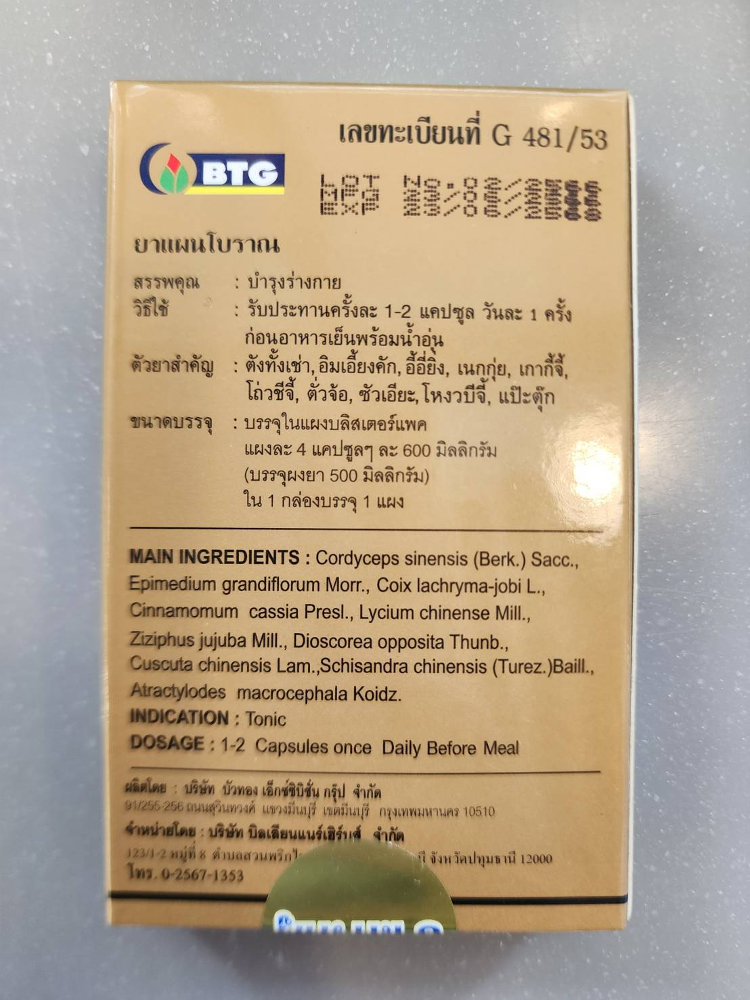 เลขทะเบียนที่ G 481/53
BTG
LOT No.02/25
MFG 23/06/25
EXP 23/06/25
ยาแผนโบราณ
สรรพคุณ : บำรุงร่างกาย
วิธีใช้ : รับประทานครั้งละ 1-2 แคปซูล วันละ 1 ครั้ง
ก่อนอาหารเย็นพร้อมน้ำอุ่น
ตัวยาสำคัญ : ตังทั้งเช่า, อิมเอี้ยงคัก, อี้อี่ยิ่ง, เนกกุ่ย, เกากี้จี้,
โถ่วซีจี้, ตั่วจ้อ, ซัวเอียะ, โหงวบีจี้, แป๊ะตุ๊ก
ขนาดบรรจุ : บรรจุในแผงบลิสเตอร์แพค
แผงละ 4 แคปซูลๆ ละ 600 มิลลิกรัม
(บรรจุผงยา 500 มิลลิกรัม)
ใน 1 กล่องบรรจุ 1 แผง
MAIN INGREDIENTS : Cordyceps sinensis (Berk.) Sacc.,
Epimedium grandiflorum Morr., Coix lachryma-jobi L.,
Cinnamomum cassia Presl., Lycium chinense Mill.,
Ziziphus jujuba Mill., Dioscorea opposita Thunb.,
Cuscuta chinensis Lam.,Schisandra chinensis (Turez.)Baill.,
Atractylodes macrocephala Koidz.
INDICATION : Tonic
DOSAGE : 1-2 Capsules once Daily Before Meal
ผลิตโดย : บริษัท บัวทอง เอ็กซ์ซิบิชั่น กรุ๊ป จำกัด
91/255-256 ถนนสุวินทวงศ์ แขวงมีนบุรี เขตมีนบุรี กรุงเทพมหานคร 10510
จำหน่ายโดย : บริษัท บิลเลียนแนร์เฮิร์บส์ จำกัด
123/1-2 หมู่ที่ 8 ตำบลสวนพริก จังหวัดปทุมธานี 12000
โทร. 0-2567-1353